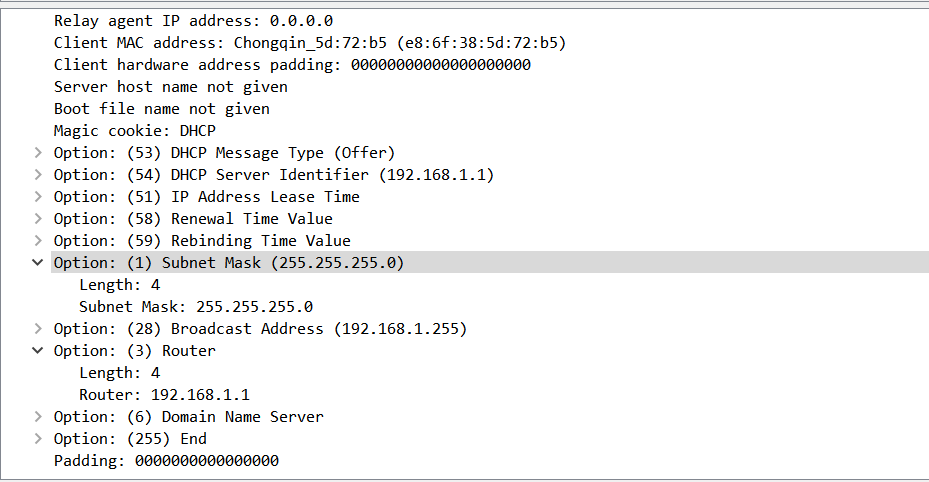 Relay agent IP address: 0.0.0.0
Client MAC address: Chongqin_5d:72:b5 (e8:6f:38:5d:72:b5)
Client hardware address padding: 00000000000000000000
Server host name not given
Boot file name not given
Magic cookie: DHCP
Option: (53) DHCP Message Type (Offer)
Option: (54) DHCP Server Identifier (192.168.1.1)
Option: (51) IP Address Lease Time
Option: (58) Renewal Time Value
Option: (59) Rebinding Time Value
Option: (1) Subnet Mask (255.255.255.0)
Length: 4
Subnet Mask: 255.255.255.0
Option: (28) Broadcast Address (192.168.1.255)
Option: (3) Router
Length: 4
Router: 192.168.1.1
Option: (6) Domain Name Server
Option: (255) End
Padding: 0000000000000000